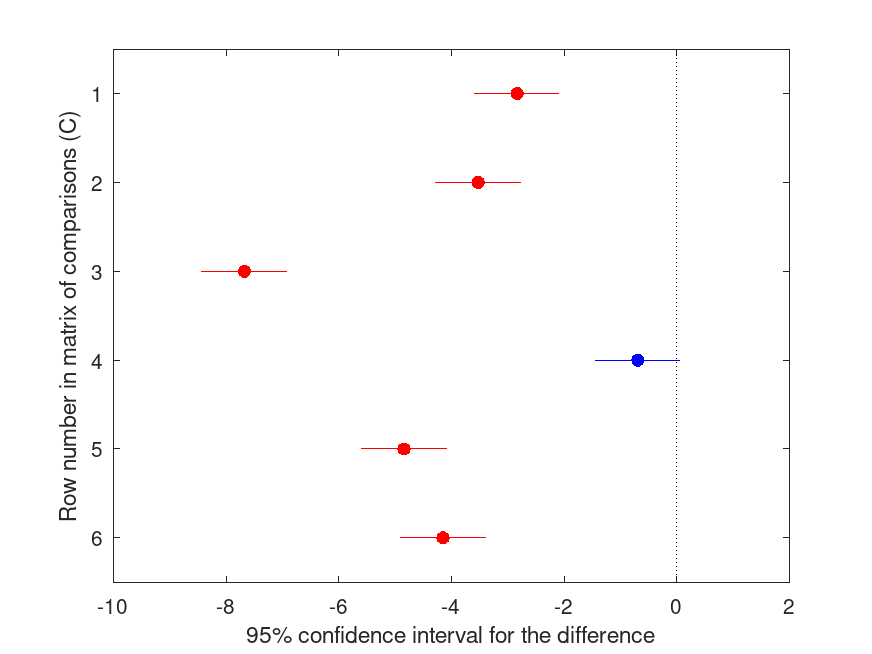 Row number in matrix of comparisons (C)
1
2
3
4
5
6
-10 -8 -6 -4 -2 0 2
95% confidence interval for the difference